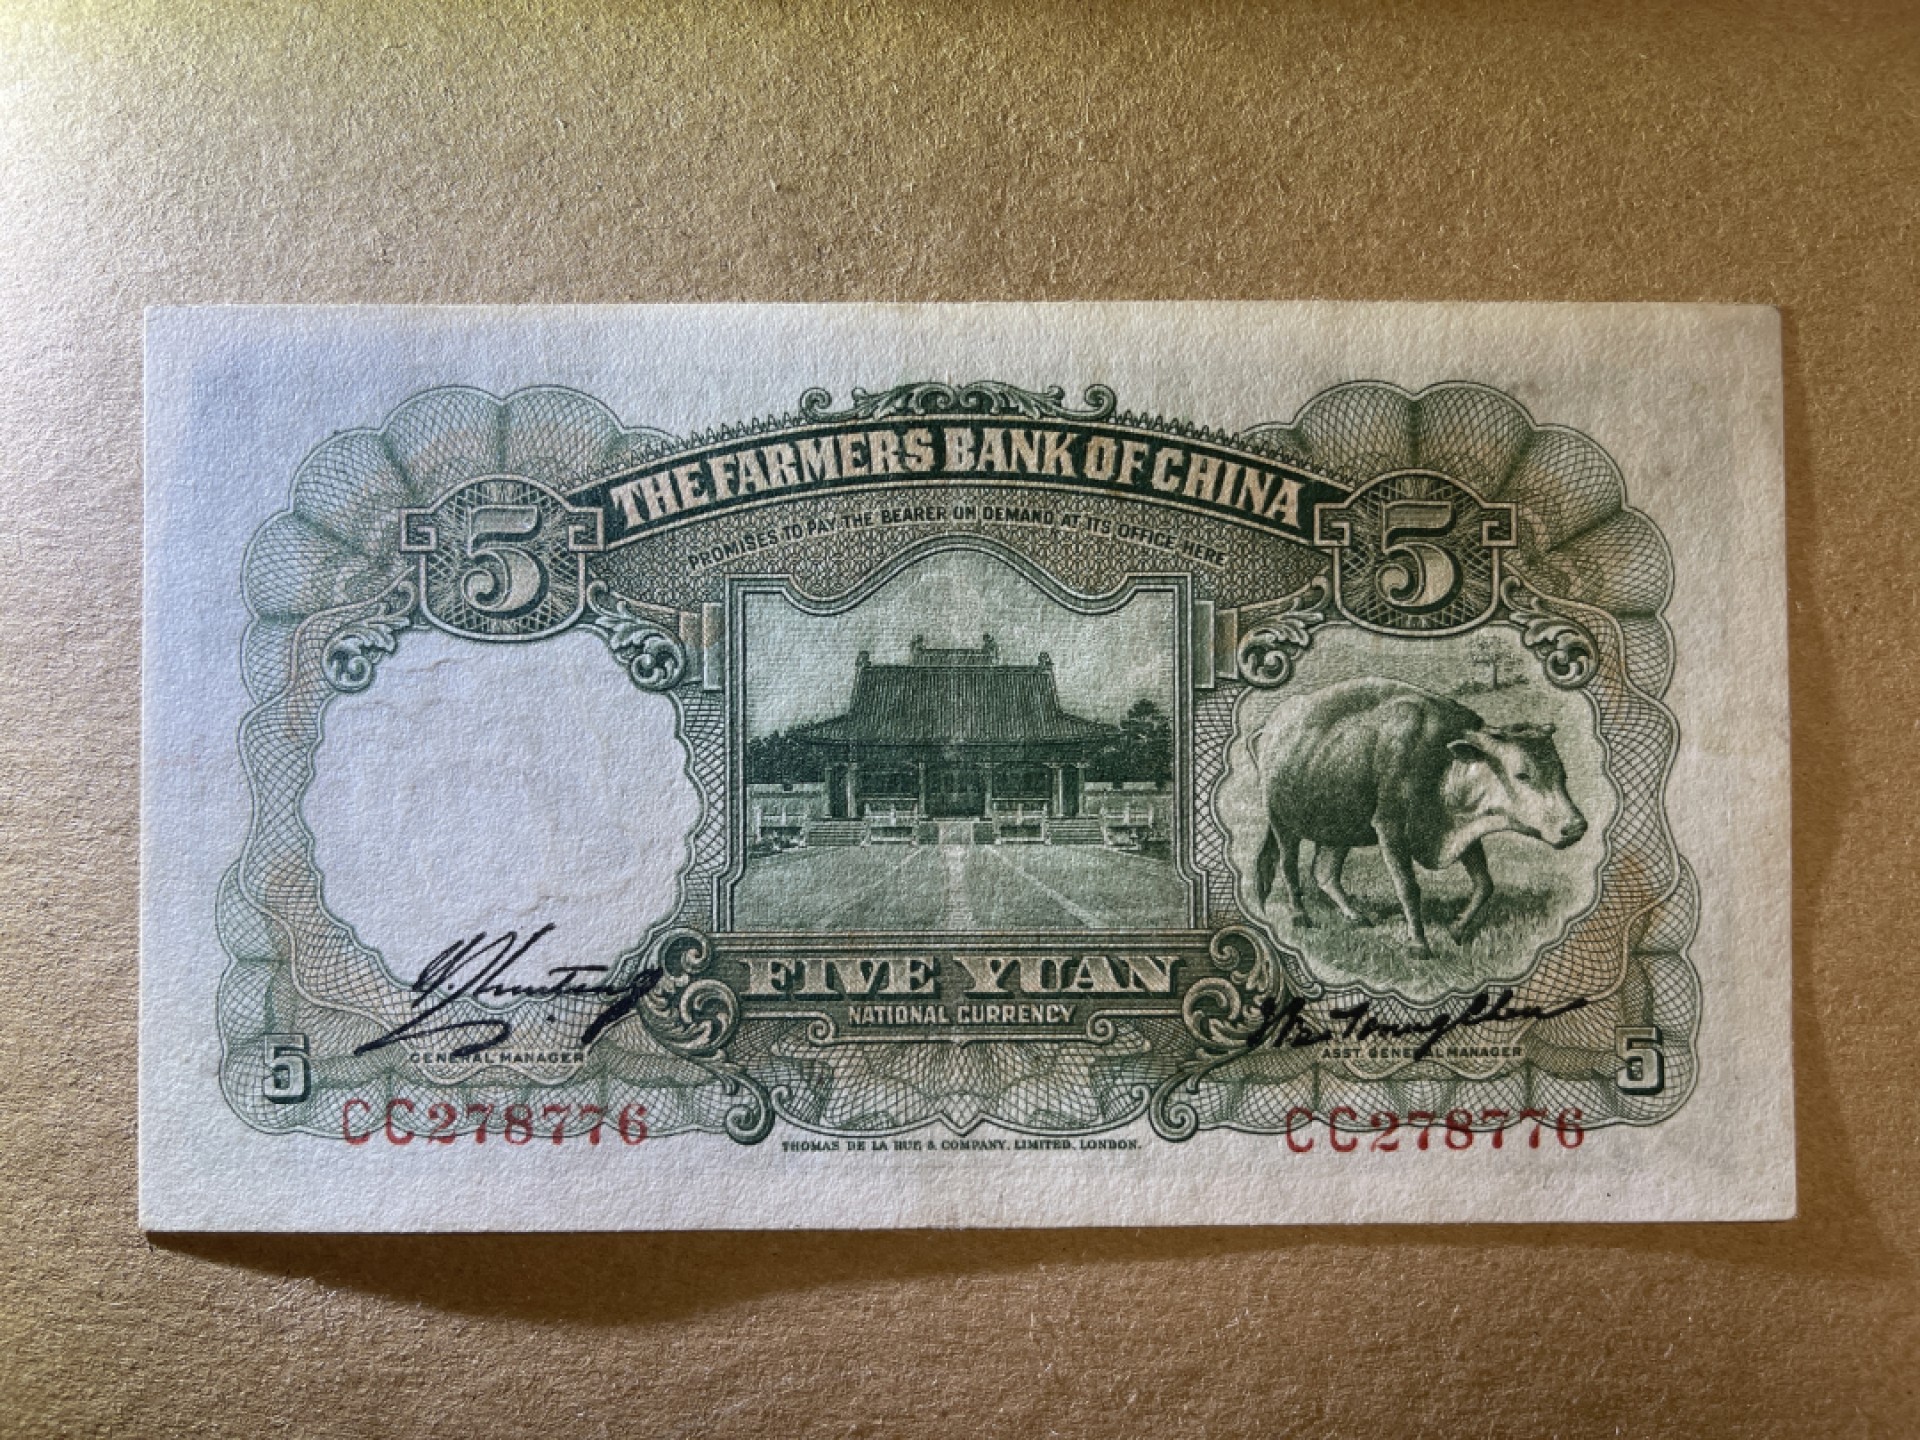 THE FARMERS BANK OF CHINA
PROMISES TO PAY THE BEARER ON DEMAND AT ITS OFFICE HERE
5 5
FIVE YUAN
NATIONAL CURRENCY
GENERAL MANAGER ASST GENERAL MANAGER
5 5
CC278776 CC278776
THOMAS DE LA RUE & COMPANY, LIMITED, LONDON.